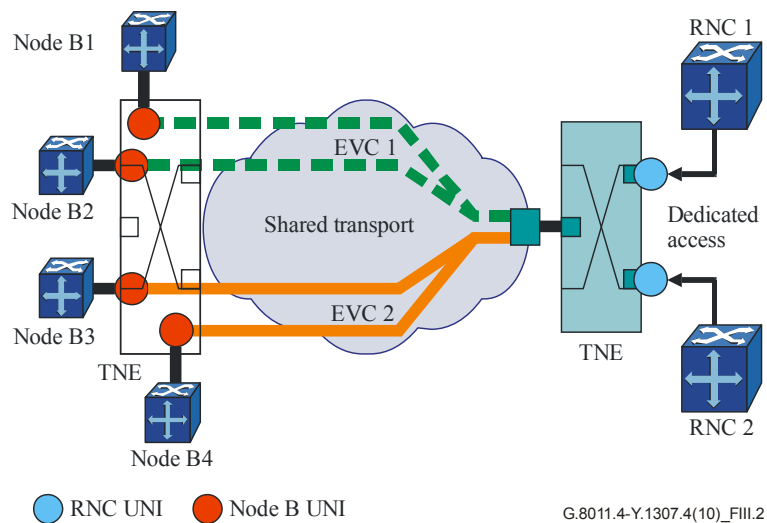 Node B1
RNC 1
EVC 1
Node B2
Shared transport
Dedicated
access
Node B3
EVC 2
TNE
TNE
Node B4
RNC 2
RNC UNI
Node B UNI
G.8011.4-Y.1307.4(10)_FIII.2